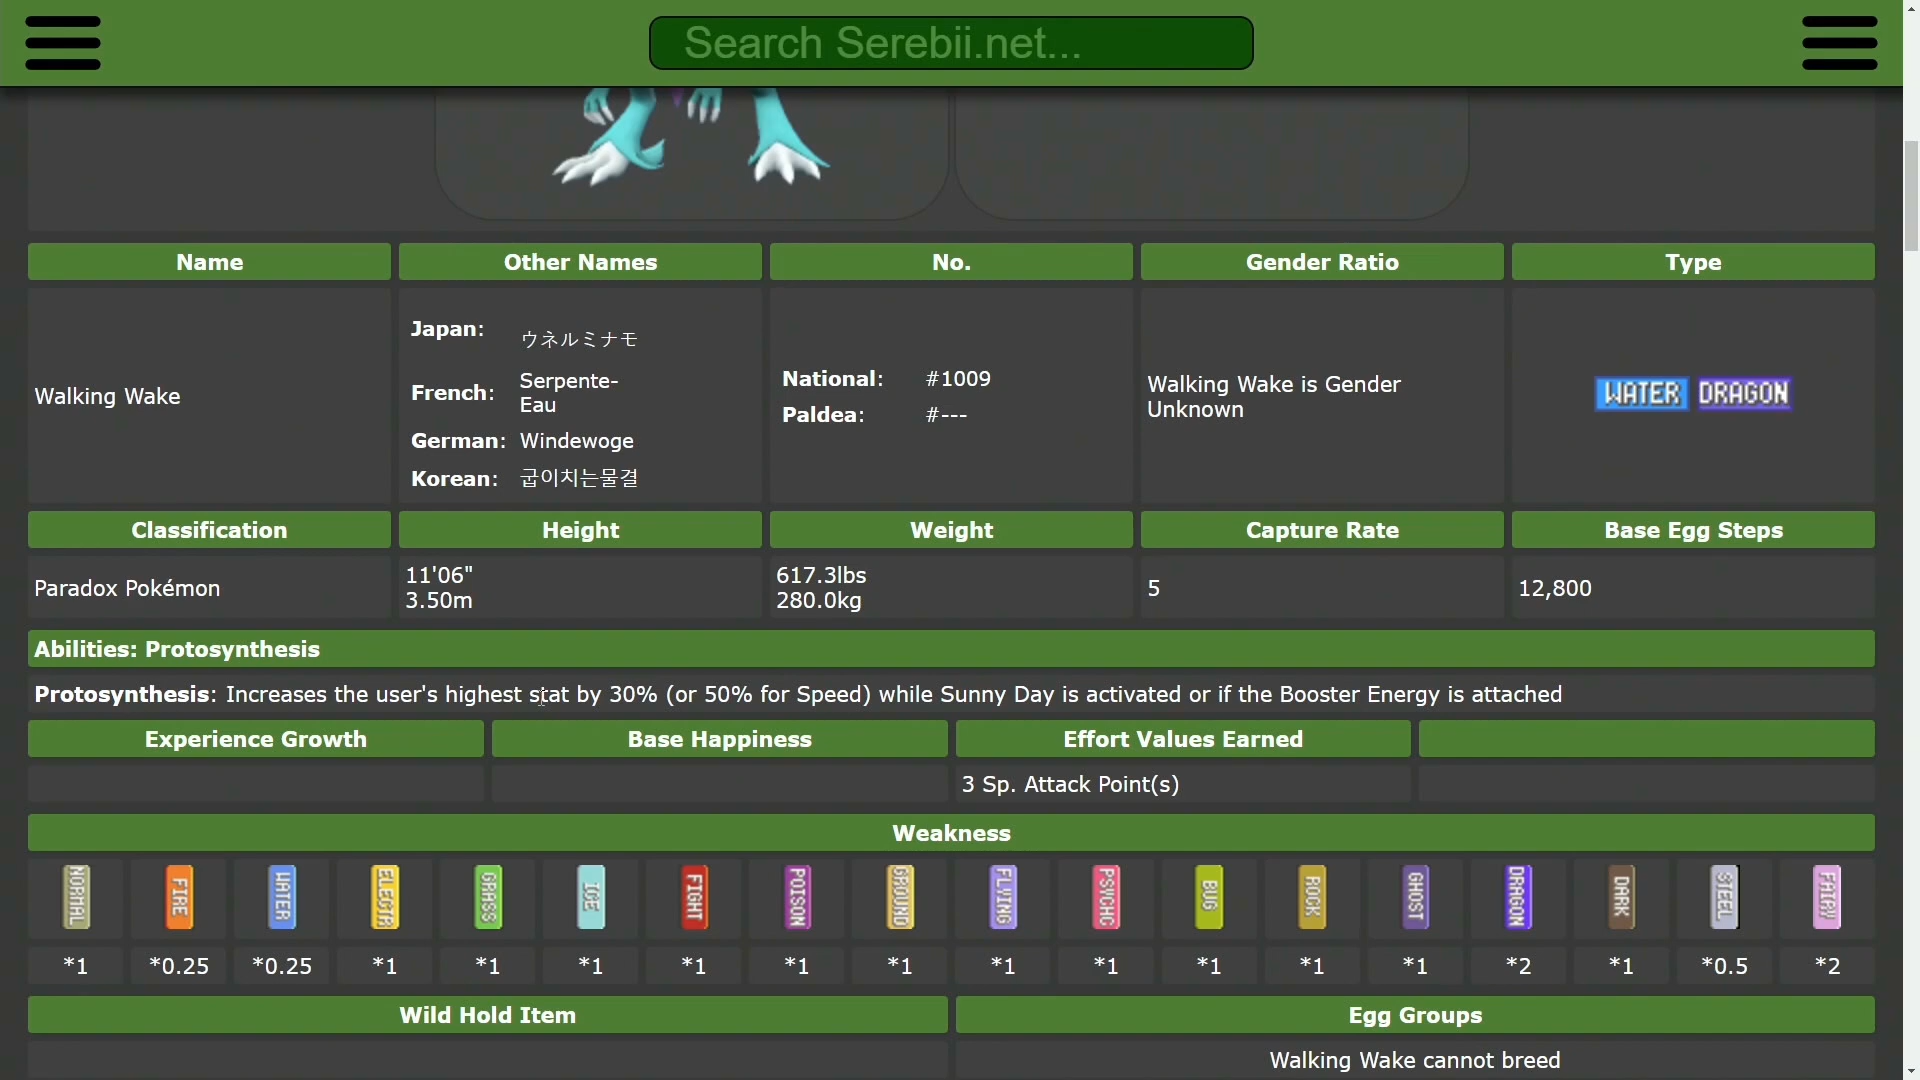 Search Serebii.net...
Name
Other Names
No.
Gender Ratio
Type
Walking Wake
Japan: ウネルミナモ
French: Serpente-
Eau
German: Windewoge
Korean: 굽이치는물결
National: #1009
Paldea: #---
Walking Wake is Gender
Unknown
WATER DRAGON
Classification
Height
Weight
Capture Rate
Base Egg Steps
Paradox Pokémon
11'06"
3.50m
617.3lbs
280.0kg
5
12,800
Abilities: Protosynthesis
Protosynthesis: Increases the user's highest stat by 30% (or 50% for Speed) while Sunny Day is activated or if the Booster Energy is attached
Experience Growth
Base Happiness
Effort Values Earned
3 Sp. Attack Point(s)
Weakness
NORMAL FIRE WATER ELECTR GRASS ICE FIGHT POISON GROUND FLYING PSYCHC BUG ROCK GHOST DRAGON DARK STEEL FAIRY
*1 *0.25 *0.25 *1 *1 *1 *1 *1 *1 *1 *1 *1 *1 *1 *2 *1 *0.5 *2
Wild Hold Item
Egg Groups
Walking Wake cannot breed